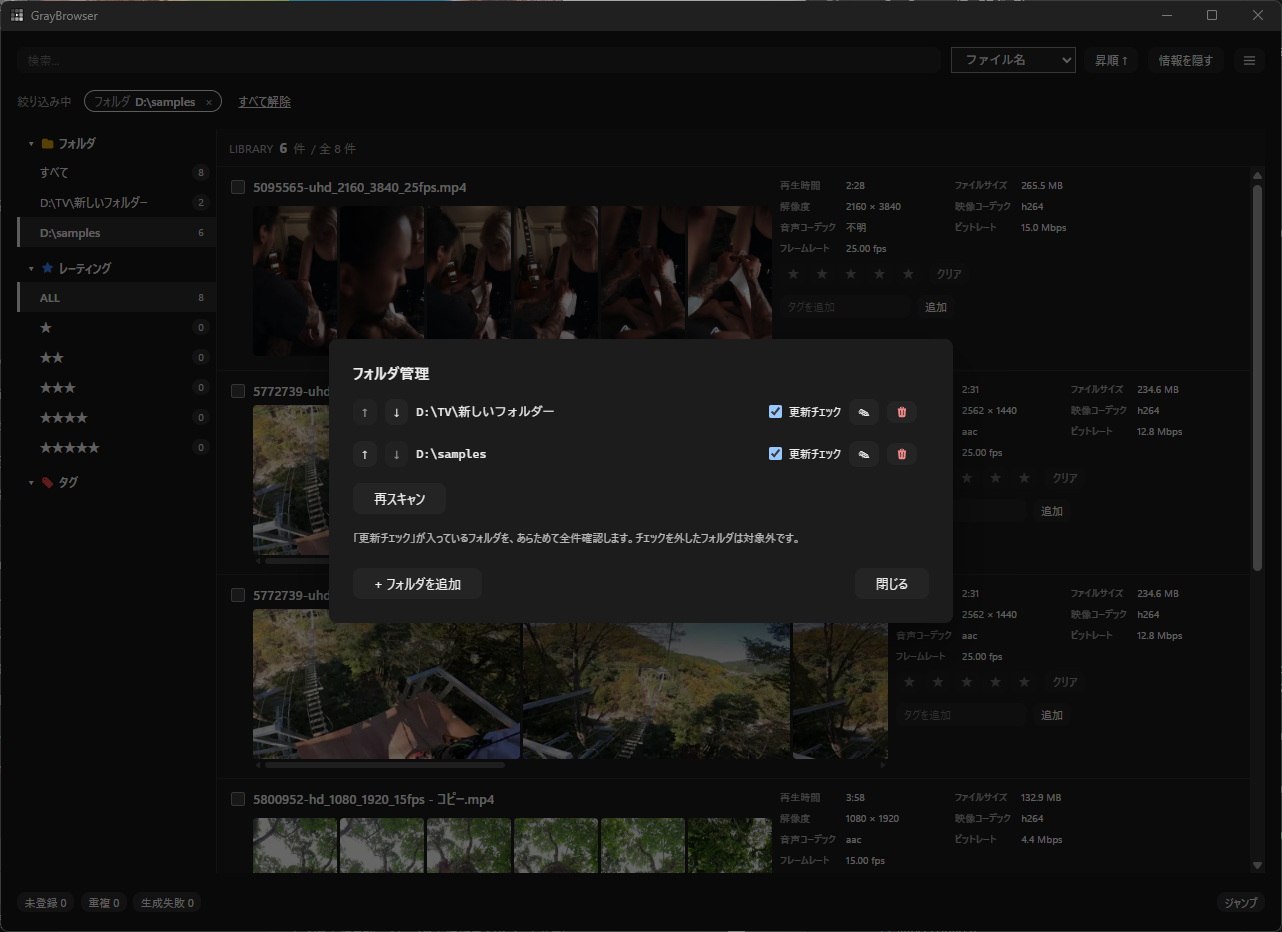 GrayBrowser
検索...
ファイル名
昇順 ↑
情報を隠す
絞り込み中
フォルダ D:\samples ×
すべて解除
フォルダ
すべて 8
D:\TV\新しいフォルダー 2
D:\samples 6
レーティング
ALL 8
★ 0
★★ 0
★★★ 0
★★★★ 0
★★★★★ 0
タグ
LIBRARY 6 件 / 全 8 件
5095565-uhd_2160_3840_25fps.mp4
再生時間 2:28 ファイルサイズ 265.5 MB
解像度 2160 × 3840 映像コーデック h264
音声コーデック 不明 ビットレート 15.0 Mbps
フレームレート 25.00 fps
★ ★ ★ ★ ★ クリア
タグを追加 追加
5772739-uhd
2:31 ファイルサイズ 234.6 MB
2562 × 1440 映像コーデック h264
aac ビットレート 12.8 Mbps
25.00 fps
★ ★ ★ クリア
追加
フォルダ管理
↑ ↓ D:\TV\新しいフォルダー 更新チェック
↑ ↓ D:\samples 更新チェック
再スキャン
「更新チェック」が入っているフォルダを、あらためて全件確認します。チェックを外したフォルダは対象外です。
+ フォルダを追加
閉じる
5772739-uhd
2:31 ファイルサイズ 234.6 MB
2562 × 1440 映像コーデック h264
音声コーデック aac ビットレート 12.8 Mbps
フレームレート 25.00 fps
★ ★ ★ ★ ★ クリア
タグを追加 追加
5800952-hd_1080_1920_15fps - コピー.mp4
再生時間 3:58 ファイルサイズ 132.9 MB
解像度 1080 × 1920 映像コーデック h264
音声コーデック aac ビットレート 4.4 Mbps
フレームレート 15.00 fps
未登録 0
重複 0
生成失敗 0
ジャンプ